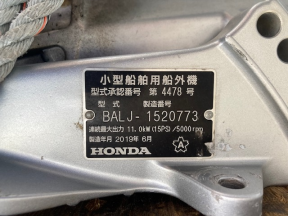 小型船舶用船外機
型式承認番号 第 4478 号
型式 製造番号
BALJ-1520773
連続最大出力 11.0kW(15PS)/5000rpm
製造年月 2019年 6月
HONDA